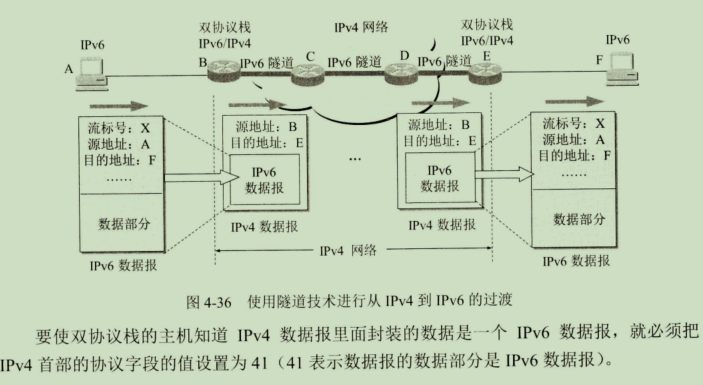 双协议栈 IPv4 网络 双协议栈
IPv6 IPv6/IPv4 IPv6/IPv4 IPv6
A B IPv6 隧道 C IPv6 隧道 D IPv6 隧道 E F
流标号：X
源地址：A
目的地址：F
……
数据部分
IPv6 数据报
源地址：B
目的地址：E
IPv6
数据报
IPv4 数据报
…
源地址：B
目的地址：E
IPv6
数据报
IPv4 数据报
流标号：X
源地址：A
目的地址：F
……
数据部分
IPv6 数据报
IPv4 网络
图 4-36 使用隧道技术进行从 IPv4 到 IPv6 的过渡
要使双协议栈的主机知道 IPv4 数据报里面封装的数据是一个 IPv6 数据报，就必须把
IPv4 首部的协议字段的值设置为 41（41 表示数据报的数据部分是 IPv6 数据报）。